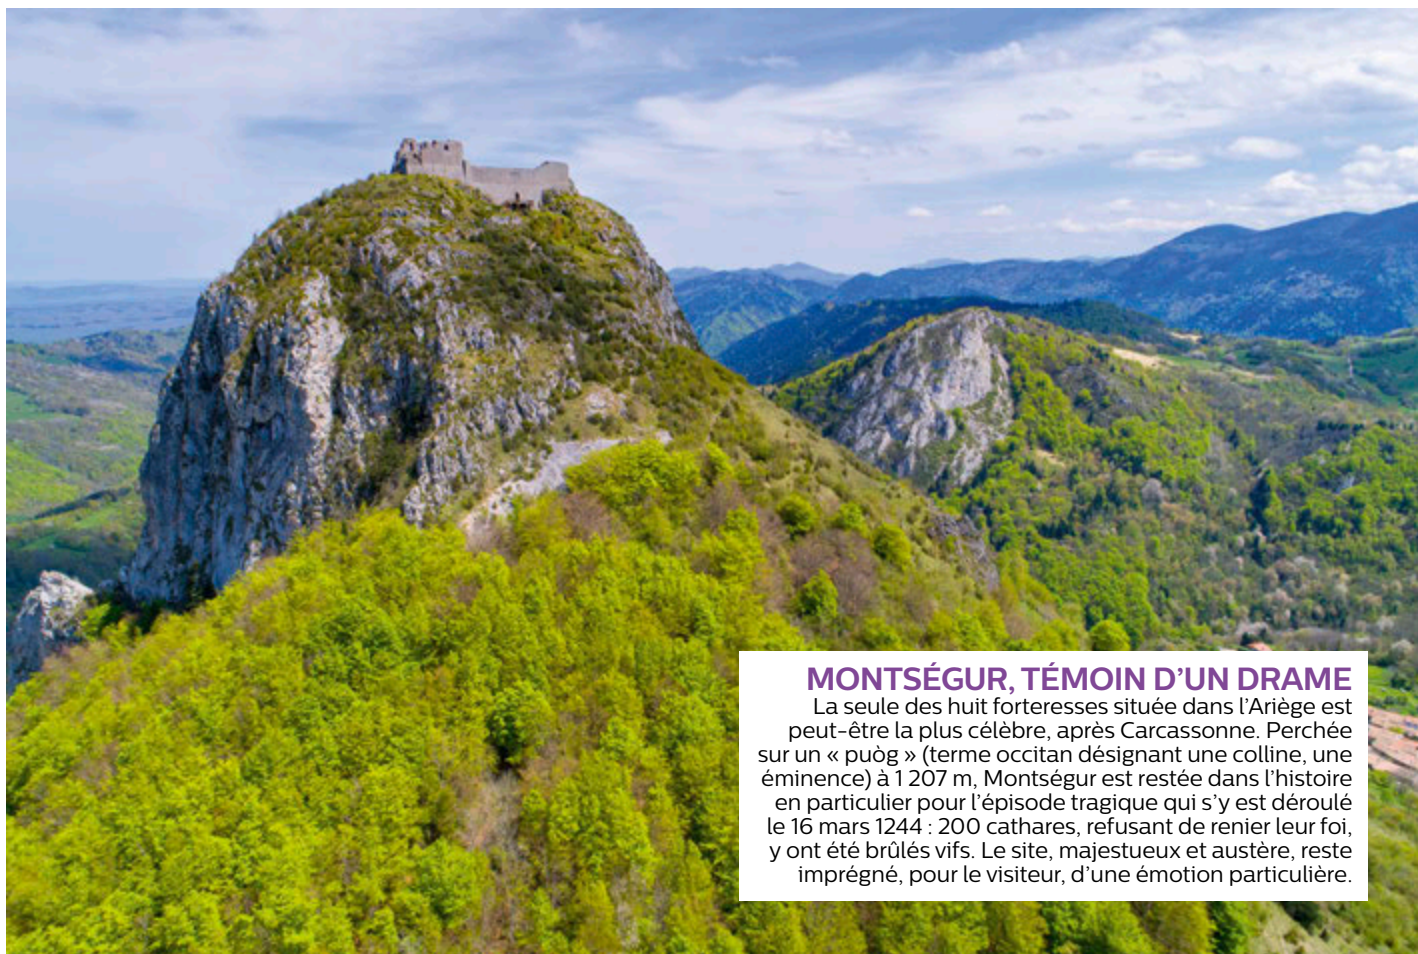 MONTSÉGUR, TÉMOIN D’UN DRAME
La seule des huit forteresses située dans l’Ariège est
peut-être la plus célèbre, après Carcassonne. Perchée
sur un « puòg » (terme occitan désignant une colline, une
éminence) à 1 207 m, Montségur est restée dans l’histoire
en particulier pour l’épisode tragique qui s’y est déroulé
le 16 mars 1244 : 200 cathares, refusant de renier leur foi,
y ont été brûlés vifs. Le site, majestueux et austère, reste
imprégné, pour le visiteur, d’une émotion particulière.